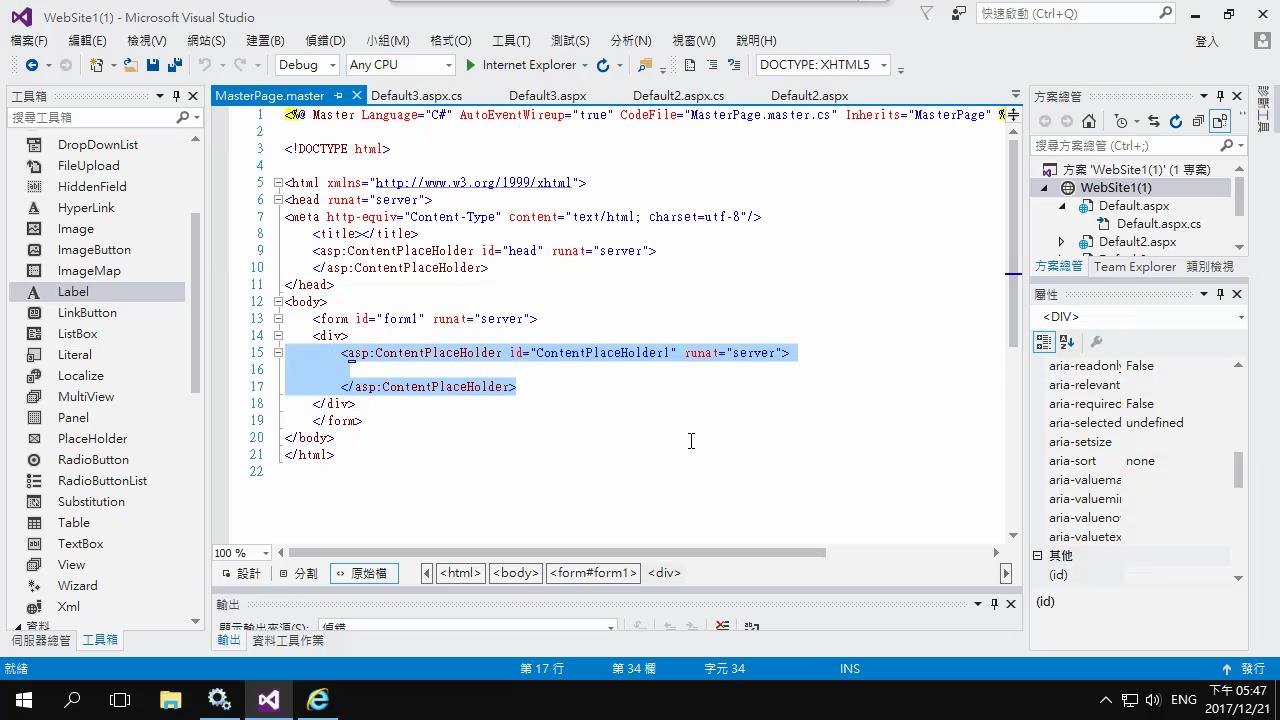 WebSite1(1) - Microsoft Visual Studio
快速啟動 (Ctrl+Q)
檔案(F) 編輯(E) 檢視(V) 網站(S) 建置(B) 偵錯(D) 小組(M) 格式(O) 工具(T) 測試(S) 分析(N) 視窗(W) 說明(H) 登入
Debug Any CPU Internet Explorer DOCTYPE: XHTML5
工具箱
搜尋工具箱
DropDownList
FileUpload
HiddenField
HyperLink
Image
ImageButton
ImageMap
Label
LinkButton
ListBox
Literal
Localize
MultiView
Panel
PlaceHolder
RadioButton
RadioButtonList
Substitution
Table
TextBox
View
Wizard
Xml
資料
伺服器總管 工具箱
MasterPage.master Default3.aspx.cs Default3.aspx Default2.aspx.cs Default2.aspx
1 <%@ Master Language="C#" AutoEventWireup="true" CodeFile="MasterPage.master.cs" Inherits="MasterPage" %
2
3 <!DOCTYPE html>
4
5 <html xmlns="http://www.w3.org/1999/xhtml">
6 <head runat="server">
7 <meta http-equiv="Content-Type" content="text/html; charset=utf-8"/>
8 <title></title>
9 <asp:ContentPlaceHolder id="head" runat="server">
10 </asp:ContentPlaceHolder>
11 </head>
12 <body>
13 <form id="form1" runat="server">
14 <div>
15 <asp:ContentPlaceHolder id="ContentPlaceHolder1" runat="server">
16
17 </asp:ContentPlaceHolder>
18 </div>
19 </form>
20 </body>
21 </html>
22
100 %
設計 分割 原始檔 <html> <body> <form#form1> <div>
輸出
顯示輸出來源(S): 偵錯
輸出 資料工具作業
方案總管
搜尋方案總管 (Ctrl+;)
方案 'WebSite1(1)' (1 專案)
WebSite1(1)
Default.aspx
Default.aspx.cs
Default2.aspx
方案總管 Team Explorer 類別檢視
屬性
<DIV>
aria-readonly False
aria-relevant
aria-required False
aria-selected undefined
aria-setsize
aria-sort none
aria-valuema
aria-valuemin
aria-valueno
aria-valuetex
其他
(id)
(id)
就緒 第 17 行 第 34 欄 字元 34 INS 發行
ENG
下午 05:47
2017/12/21